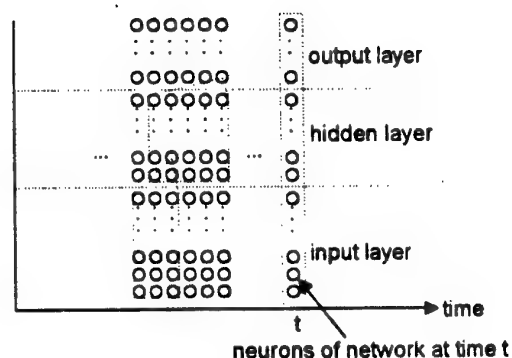 output layer
hidden layer
... ...
input layer
time
t
neurons of network at time t